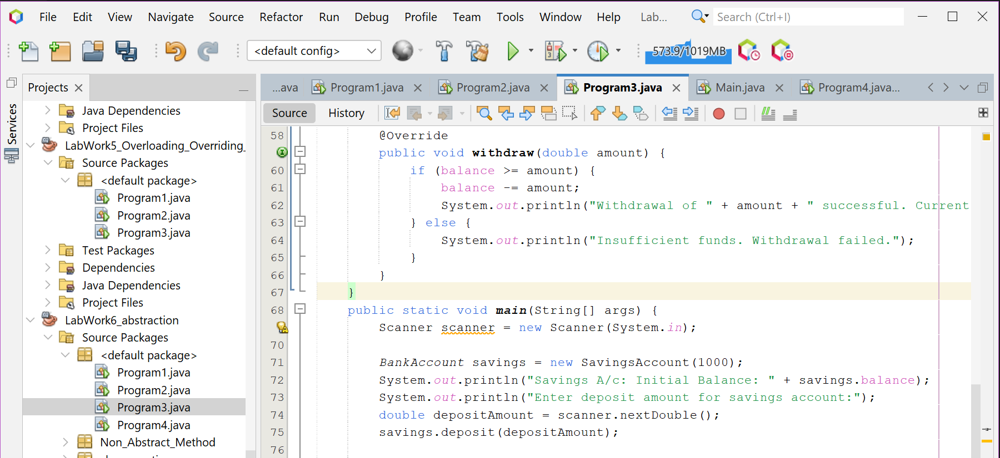 File Edit View Navigate Source Refactor Run Debug Profile Team Tools Window Help Lab... Search (Ctrl+I)
<default config> 573.9/1019MB
Services
Projects
Java Dependencies
Project Files
LabWork5_Overloading_Overriding_
Source Packages
<default package>
Program1.java
Program2.java
Program3.java
Test Packages
Dependencies
Java Dependencies
Project Files
LabWork6_abstraction
Source Packages
<default package>
Program1.java
Program2.java
Program3.java
Program4.java
Non_Abstract_Method
...ava Program1.java Program2.java Program3.java Main.java Program4.java...
Source History
58 @Override
public void withdraw(double amount) {
60 if (balance >= amount) {
61 balance -= amount;
62 System.out.println("Withdrawal of " + amount + " successful. Current
63 } else {
64 System.out.println("Insufficient funds. Withdrawal failed.");
65 }
66 }
67 }
68 public static void main(String[] args) {
Scanner scanner = new Scanner(System.in);
70
71 BankAccount savings = new SavingsAccount(1000);
72 System.out.println("Savings A/c: Initial Balance: " + savings.balance);
73 System.out.println("Enter deposit amount for savings account:");
74 double depositAmount = scanner.nextDouble();
75 savings.deposit(depositAmount);
76